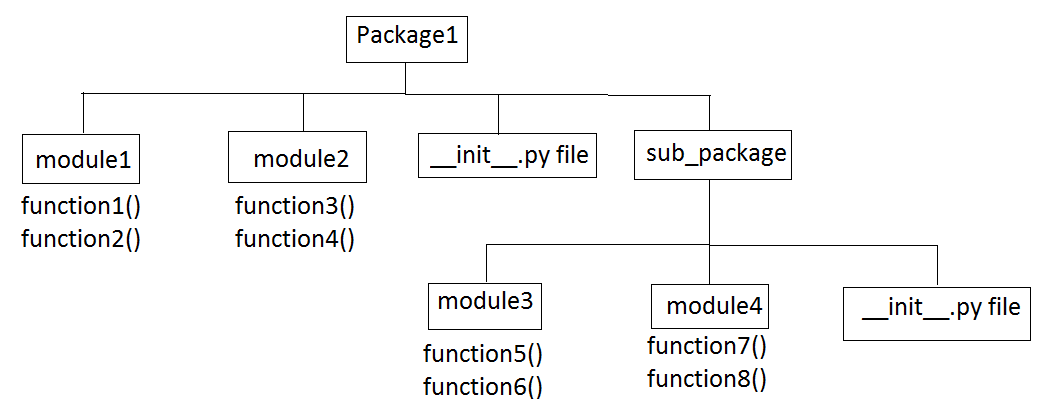 Package1
module1
function1()
function2()
module2
function3()
function4()
__init__.py file
sub_package
module3
function5()
function6()
module4
function7()
function8()
__init__.py file